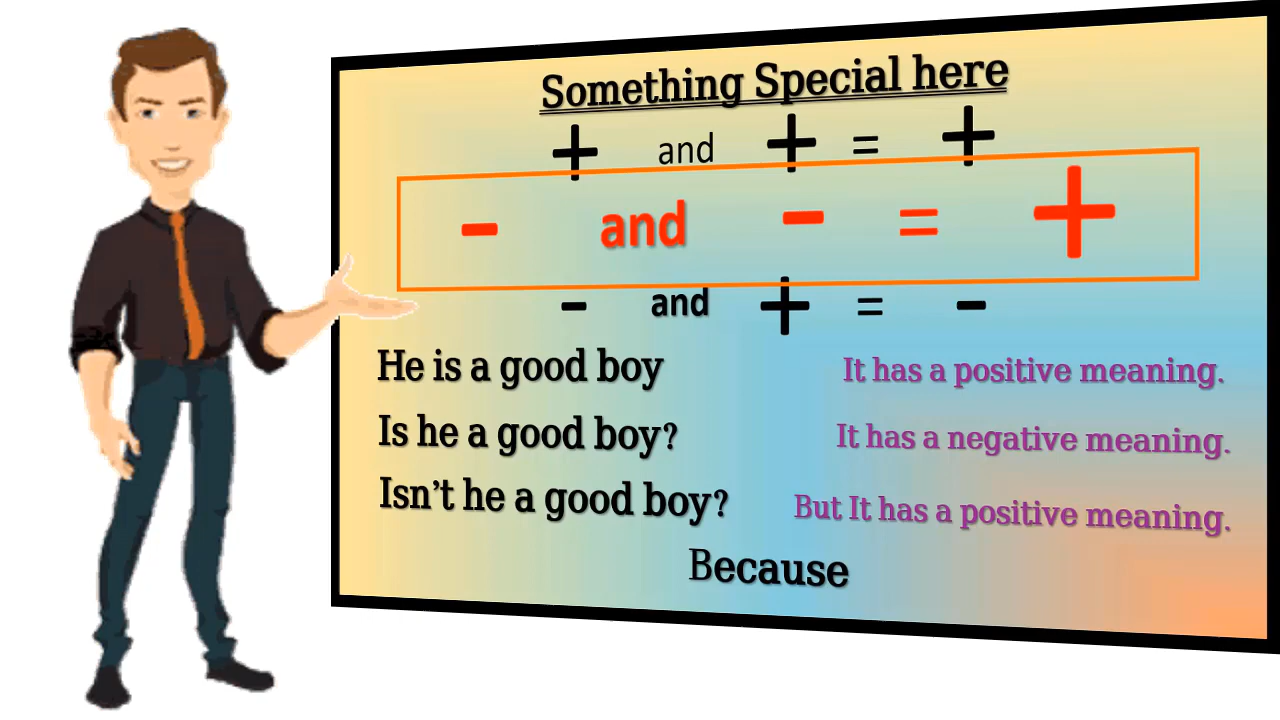 Something Special here
+ and + = +
- and - = +
- and + = -
He is a good boy It has a positive meaning.
Is he a good boy? It has a negative meaning.
Isn’t he a good boy? But It has a positive meaning.
Because